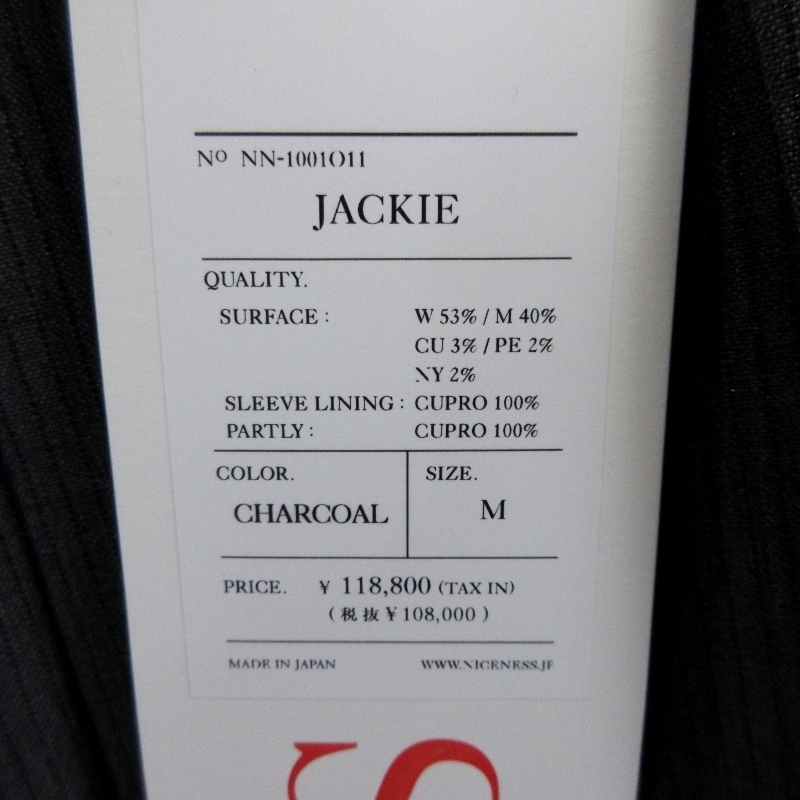 Nº NN-1001O11
JACKIE
QUALITY.
SURFACE : W 53% / M 40%
CU 3% / PE 2%
NY 2%
SLEEVE LINING : CUPRO 100%
PARTLY : CUPRO 100%
COLOR. SIZE.
CHARCOAL M
PRICE. ¥ 118,800 (TAX IN)
( 税抜 ¥108,000 )
MADE IN JAPAN WWW.NICENESS.JP
S